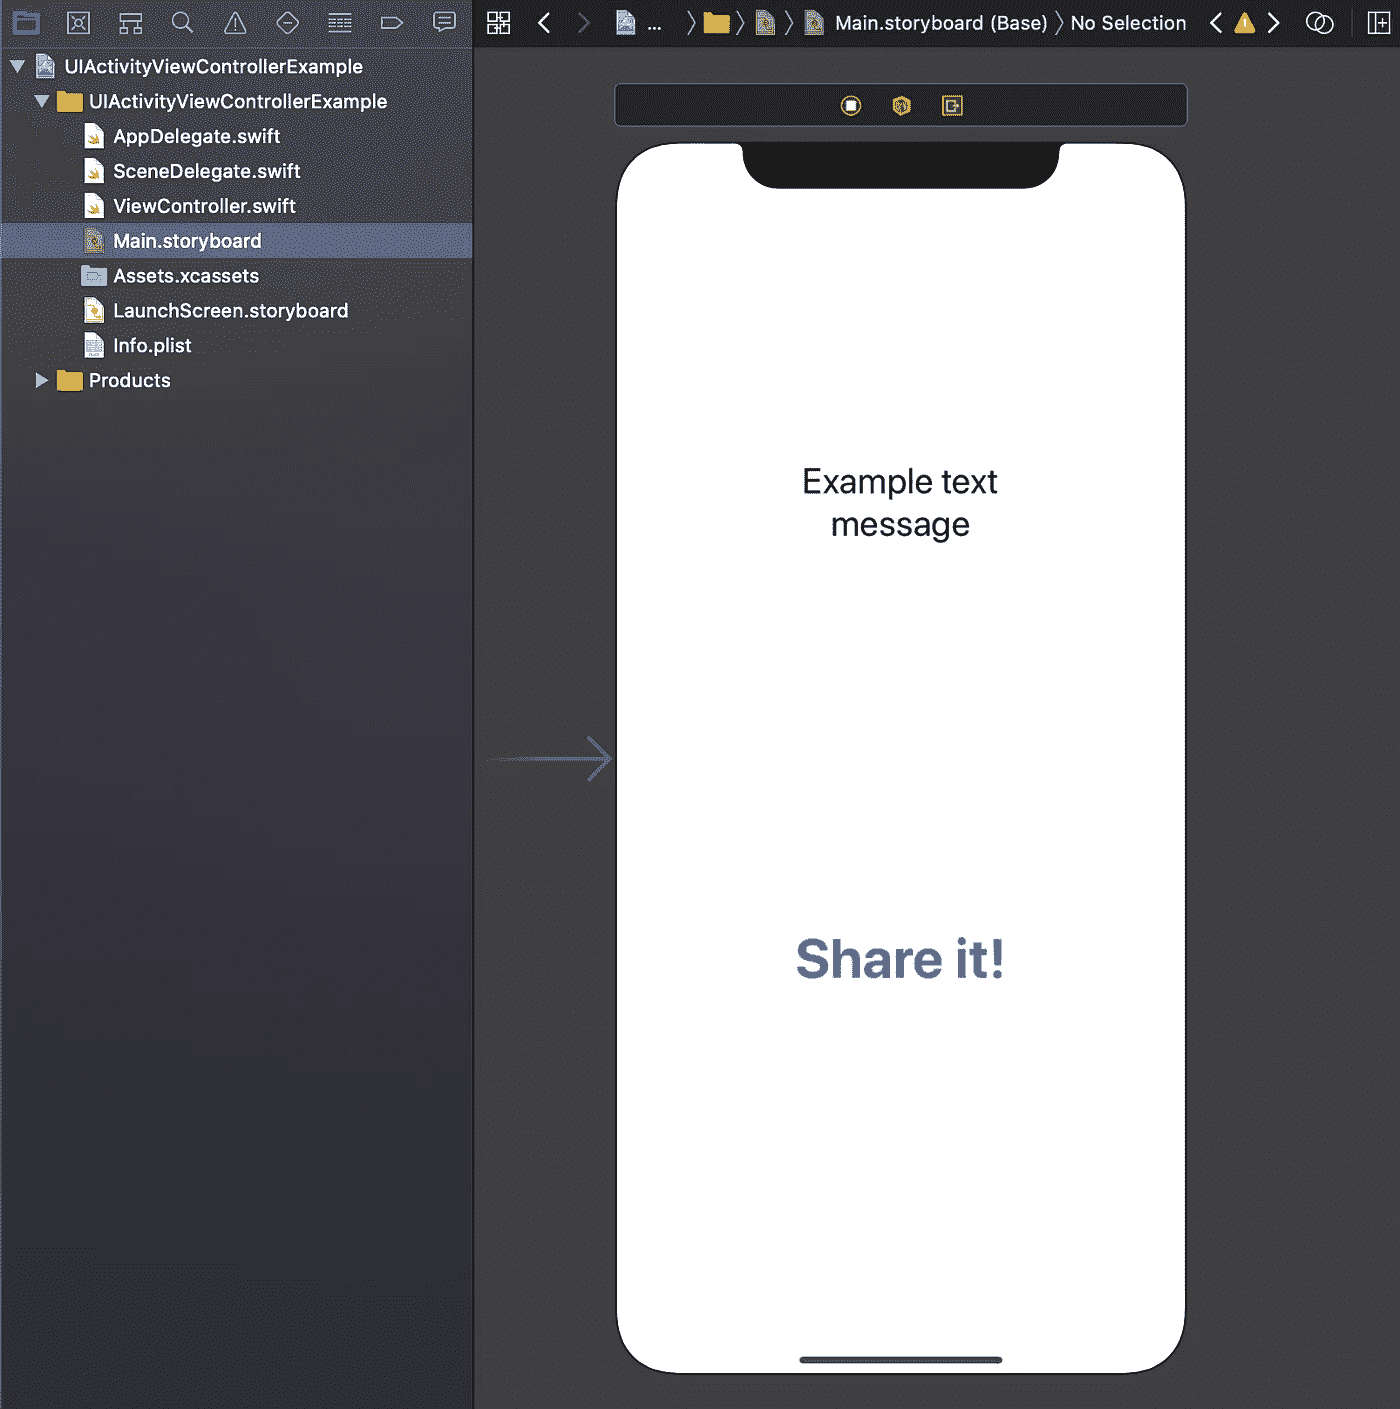 ... Main.storyboard (Base) No Selection
UIActivityViewControllerExample
UIActivityViewControllerExample
AppDelegate.swift
SceneDelegate.swift
ViewController.swift
Main.storyboard
Assets.xcassets
LaunchScreen.storyboard
Info.plist
Products
Example text
message
Share it!